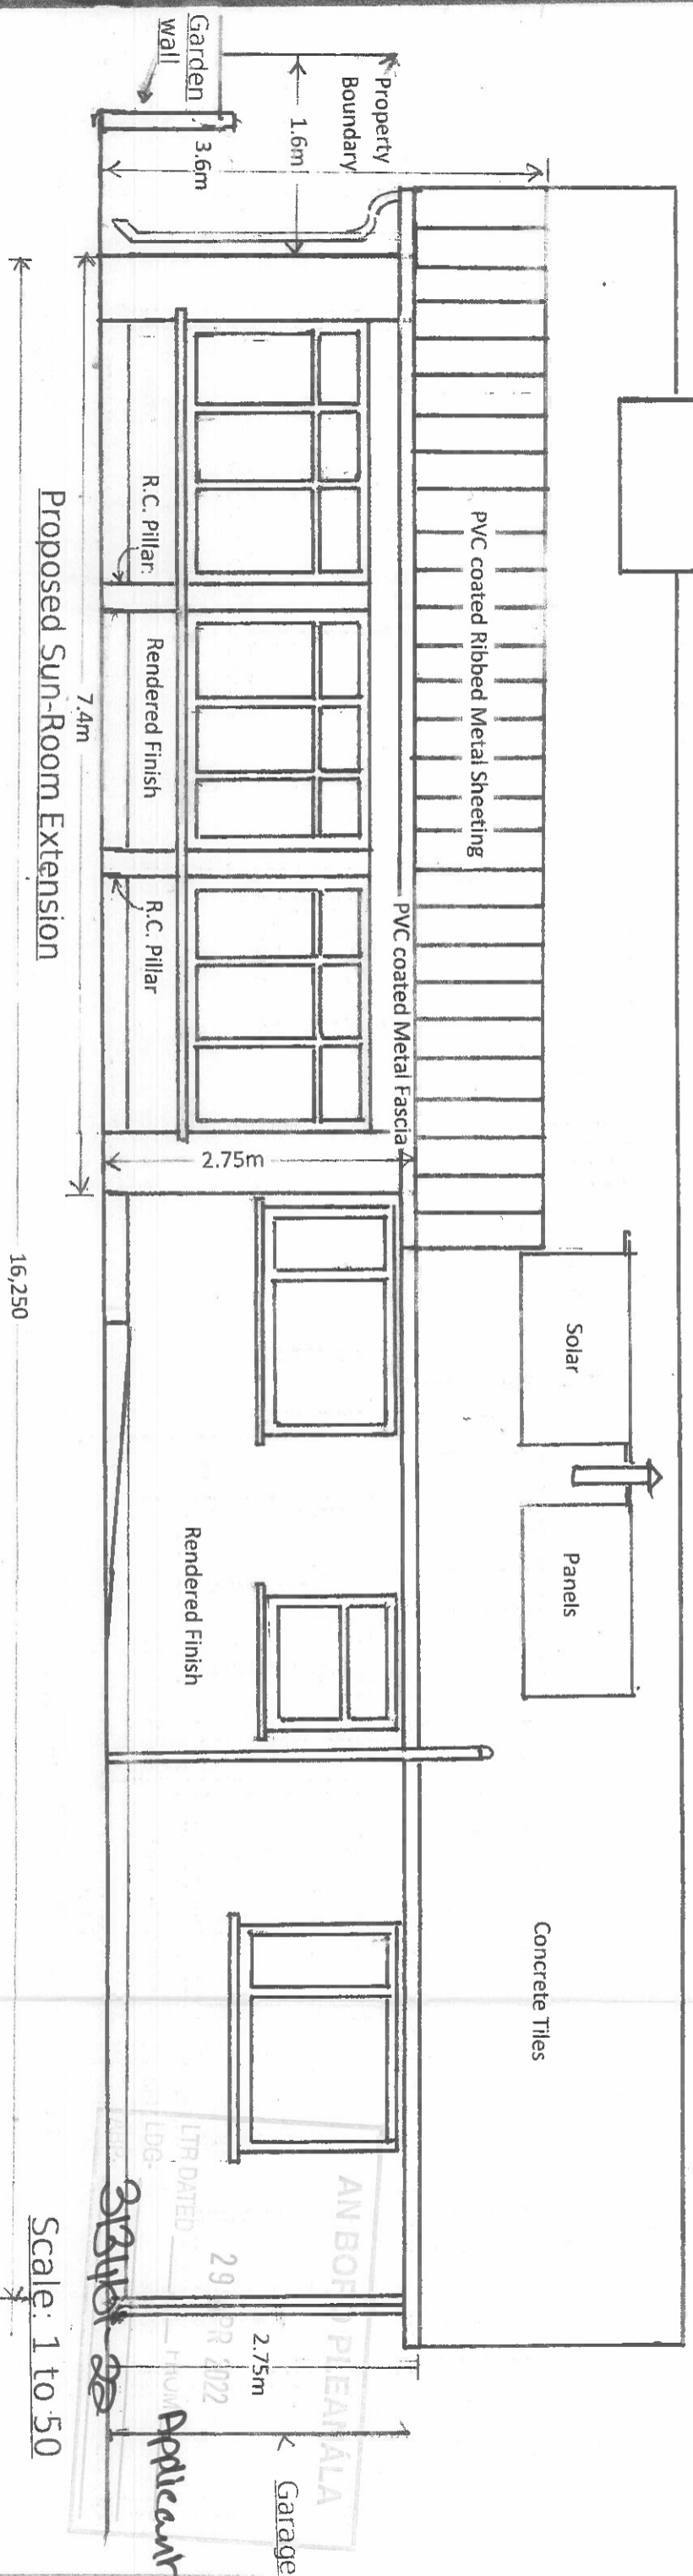 Garden
wall
Property
Boundary
1.6m
3.6m
PVC coated Ribbed Metal Sheeting
PVC coated Metal Fascia
R.C. Pillar
Rendered Finish
R.C. Pillar
7.4m
2.75m
Proposed Sun-Room Extension
16,250
Solar
Panels
Rendered Finish
Concrete Tiles
2.75m
Garage
Scale: 1 to 50
AN BORD PLEANÁLA
29 APR 2022
LTR DATED
FROM
LDG-
ABP-
Applicant